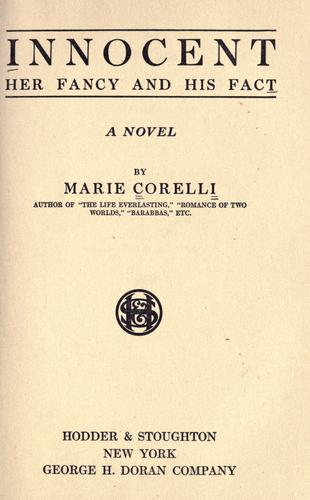 INNOCENT
HER FANCY AND HIS FACT
A NOVEL
BY
MARIE CORELLI
AUTHOR OF "THE LIFE EVERLASTING," "ROMANCE OF TWO
WORLDS," "BARABBAS," ETC.
H&S
HODDER & STOUGHTON
NEW YORK
GEORGE H. DORAN COMPANY